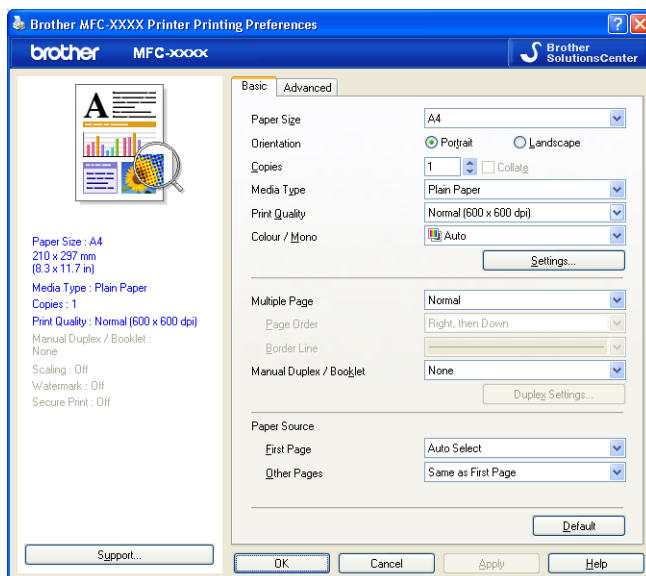 Brother MFC-XXXX Printer Printing Preferences
brother MFC-xxxx
Brother
SolutionsCenter
Basic Advanced
A
Paper Size : A4
210 x 297 mm
(8.3 x 11.7 in)
Media Type : Plain Paper
Copies : 1
Print Quality : Normal (600 x 600 dpi)
Manual Duplex / Booklet :
None
Scaling : Off
Watermark : Off
Secure Print : Off
Support...
Paper Size A4
Orientation Portrait Landscape
Copies 1 Collate
Media Type Plain Paper
Print Quality Normal (600 x 600 dpi)
Colour / Mono Auto
Settings...
Multiple Page Normal
Page Order Right, then Down
Border Line
Manual Duplex / Booklet None
Duplex Settings...
Paper Source
First Page Auto Select
Other Pages Same as First Page
Default
OK Cancel Apply Help